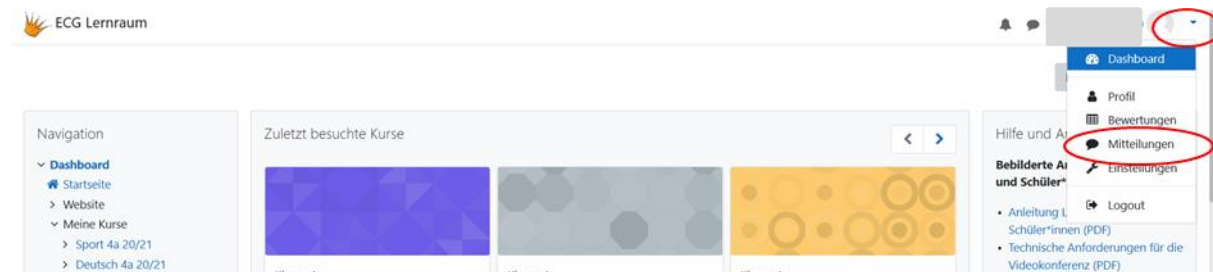 ECG Lernraum
Dashboard
Profil
Bewertungen
Mitteilungen
Einstellungen
Logout
Navigation
Dashboard
Startseite
Website
Meine Kurse
Sport 4a 20/21
Deutsch 4a 20/21
Zuletzt besuchte Kurse
Hilfe und
Bebilderte
und
Anleitung
Schüler*innen (PDF)
Technische Anforderungen für die
Videokonferenz (PDF)